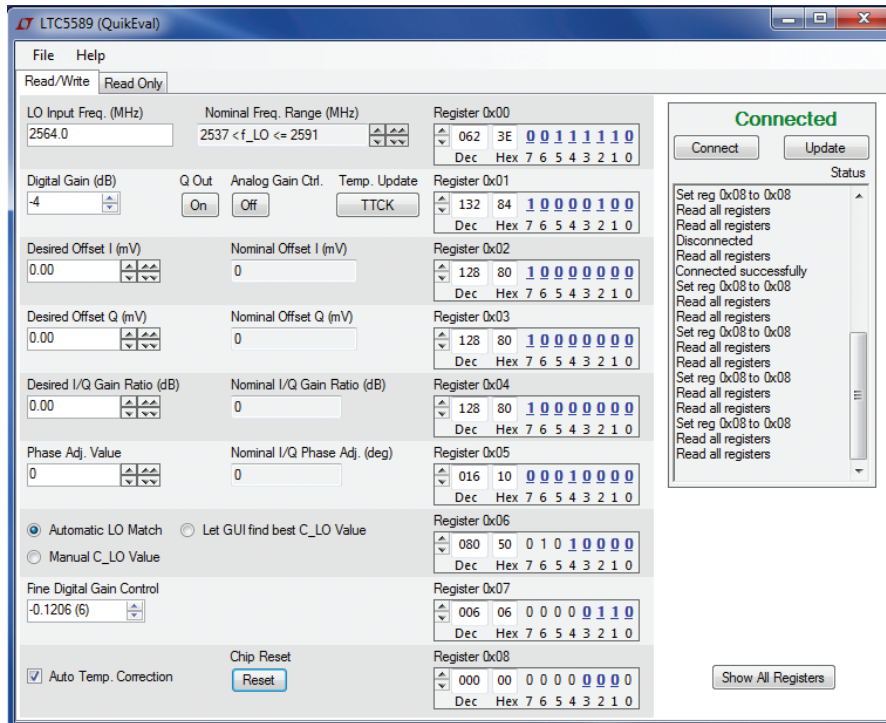 LTC5589 (QuikEval)
File Help
Read/Write Read Only
LO Input Freq. (MHz) Nominal Freq. Range (MHz) Register 0x00
2564.0 2537 < f_LO <= 2591 062 3E 0 0 1 1 1 1 1 0
Dec Hex 7 6 5 4 3 2 1 0
Digital Gain (dB) Q Out Analog Gain Ctrl. Temp. Update Register 0x01
-4 On Off TTCK 132 84 1 0 0 0 0 1 0 0
Dec Hex 7 6 5 4 3 2 1 0
Desired Offset I (mV) Nominal Offset I (mV) Register 0x02
0.00 0 128 80 1 0 0 0 0 0 0 0
Dec Hex 7 6 5 4 3 2 1 0
Desired Offset Q (mV) Nominal Offset Q (mV) Register 0x03
0.00 0 128 80 1 0 0 0 0 0 0 0
Dec Hex 7 6 5 4 3 2 1 0
Desired I/Q Gain Ratio (dB) Nominal I/Q Gain Ratio (dB) Register 0x04
0.00 0 128 80 1 0 0 0 0 0 0 0
Dec Hex 7 6 5 4 3 2 1 0
Phase Adj. Value Nominal I/Q Phase Adj. (deg) Register 0x05
0 0 016 10 0 0 0 1 0 0 0 0
Dec Hex 7 6 5 4 3 2 1 0
Register 0x06
Automatic LO Match Let GUI find best C_LO Value 080 50 0 1 0 1 0 0 0 0
Manual C_LO Value Dec Hex 7 6 5 4 3 2 1 0
Fine Digital Gain Control Register 0x07
-0.1206 (6) 006 06 0 0 0 0 0 1 1 0
Dec Hex 7 6 5 4 3 2 1 0
Chip Reset Register 0x08
Auto Temp. Correction Reset 000 00 0 0 0 0 0 0 0 0
Dec Hex 7 6 5 4 3 2 1 0
Connected
Connect Update
Status
Set reg 0x08 to 0x08
Read all registers
Read all registers
Disconnected
Read all registers
Connected successfully
Set reg 0x08 to 0x08
Read all registers
Read all registers
Set reg 0x08 to 0x08
Read all registers
Read all registers
Set reg 0x08 to 0x08
Read all registers
Read all registers
Set reg 0x08 to 0x08
Read all registers
Read all registers
Show All Registers